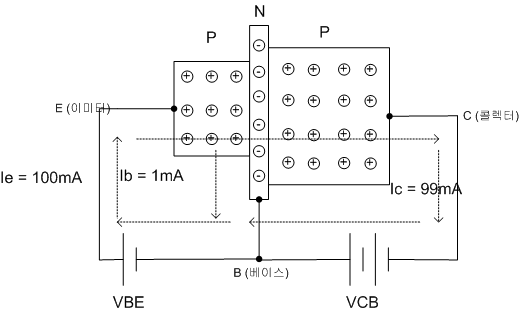 N
P
P
E (이미터)
C (콜렉터)
Ie = 100mA
Ib = 1mA
Ic = 99mA
B (베이스)
VBE
VCB